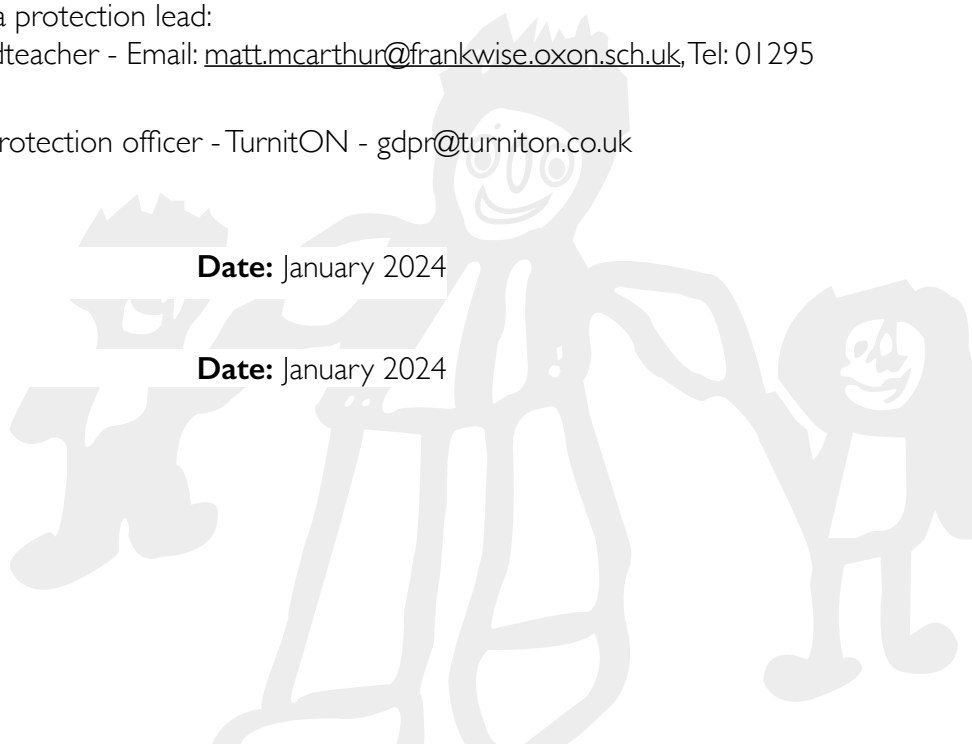 a protection lead:
dteacher - Email: matt.mcarthur@frankwise.oxon.sch.uk, Tel: 01295
rotection officer - TurnitON - gdpr@turniton.co.uk
Date: January 2024
Date: January 2024